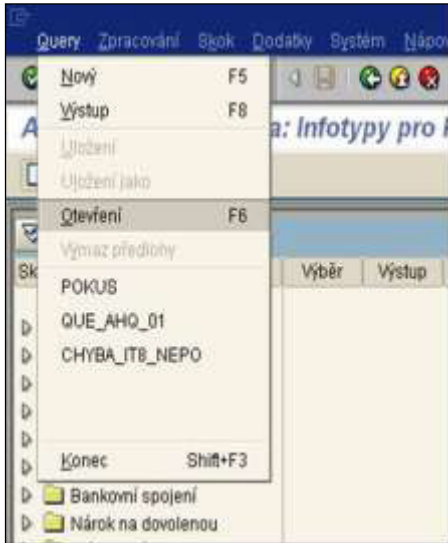 Query Zpracování Skok Dodatky Systém
Nový F5
Výstup F8
a: Infotypy pro
Uložení
Uložení jako
Otevření F6
Výmaz předlohy
Sk Výběr Výstup
POKUS
QUE_AHQ_01
CHYBA_IT8_NEPO
Konec Shift+F3
Bankovní spojení
Nárok na dovolenou